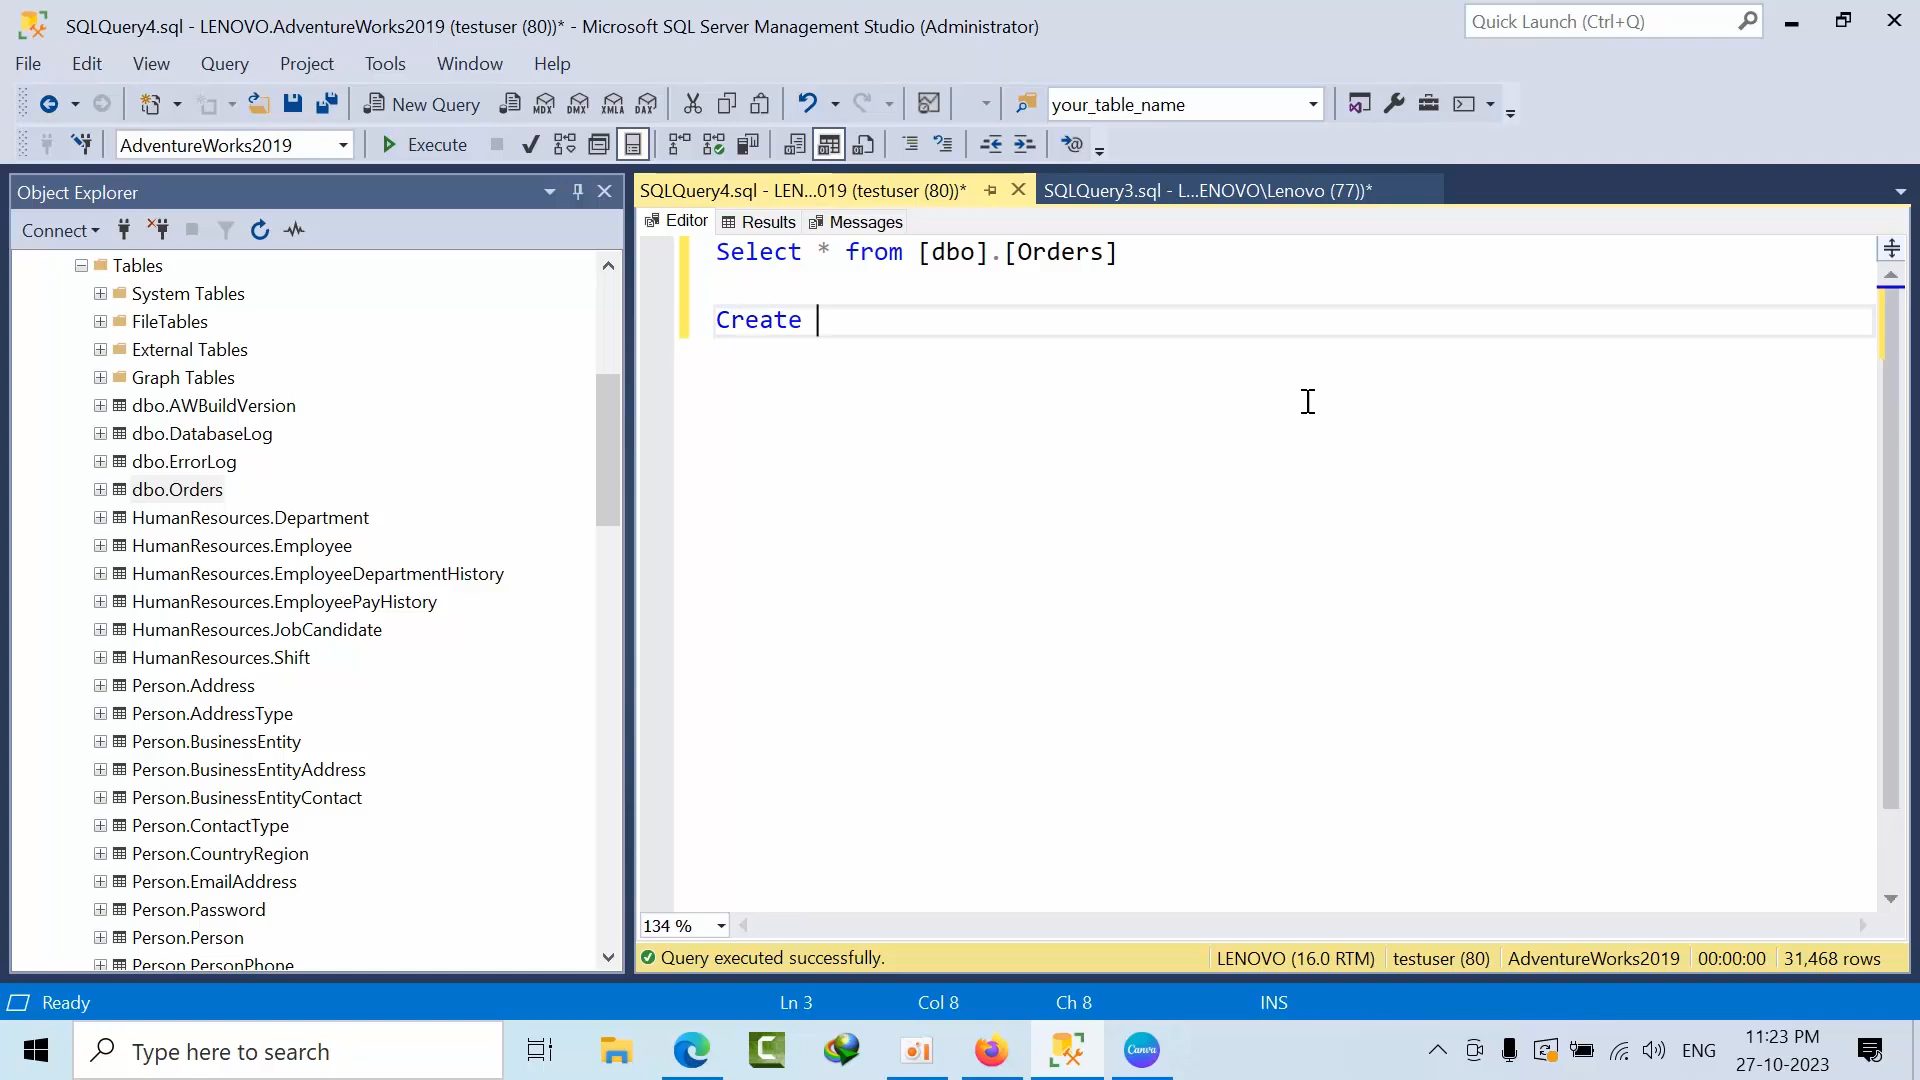 SQLQuery4.sql - LENOVO.AdventureWorks2019 (testuser (80))* - Microsoft SQL Server Management Studio (Administrator)
Quick Launch (Ctrl+Q)
File Edit View Query Project Tools Window Help
New Query
MDX DMX XMLA DAX
your_table_name
AdventureWorks2019
Execute
Object Explorer
SQLQuery4.sql - LEN...019 (testuser (80))*
SQLQuery3.sql - L...ENOVO\Lenovo (77))*
Connect
Editor
Results
Messages
Tables
System Tables
FileTables
External Tables
Graph Tables
dbo.AWBuildVersion
dbo.DatabaseLog
dbo.ErrorLog
dbo.Orders
HumanResources.Department
HumanResources.Employee
HumanResources.EmployeeDepartmentHistory
HumanResources.EmployeePayHistory
HumanResources.JobCandidate
HumanResources.Shift
Person.Address
Person.AddressType
Person.BusinessEntity
Person.BusinessEntityAddress
Person.BusinessEntityContact
Person.ContactType
Person.CountryRegion
Person.EmailAddress
Person.Password
Person.Person
Person.PersonPhone
Select * from [dbo].[Orders]
Create
134 %
Query executed successfully.
LENOVO (16.0 RTM)
testuser (80)
AdventureWorks2019
00:00:00
31,468 rows
Ready
Ln 3
Col 8
Ch 8
INS
Type here to search
Canva
ENG
11:23 PM
27-10-2023